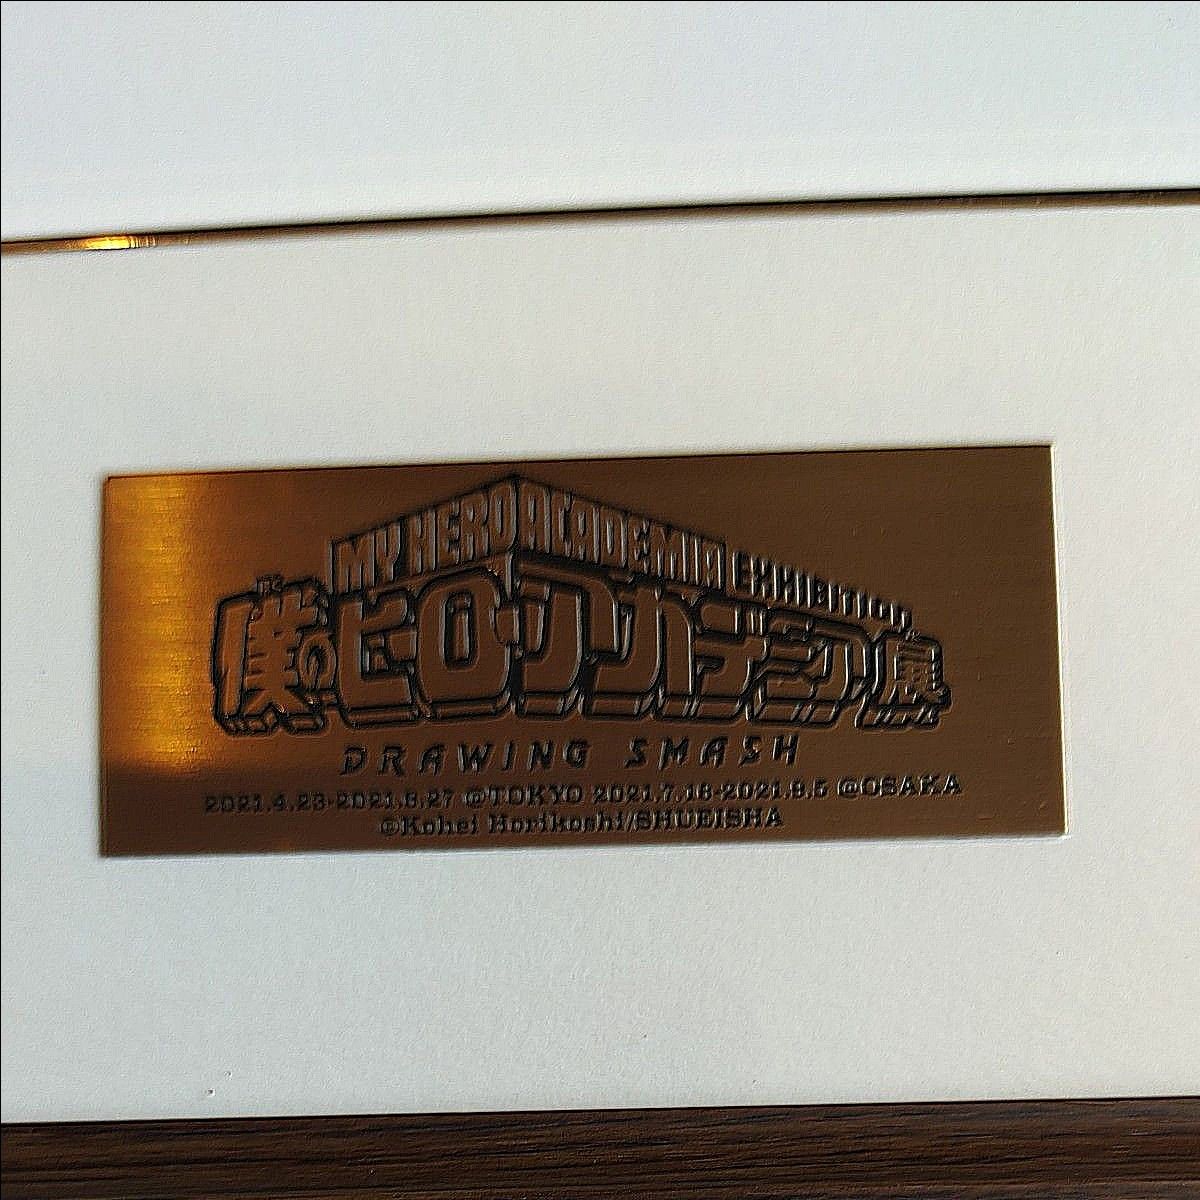 MY HERO ACADEMIA EXHIBITION
僕のヒーローアカデミア展
DRAWING SMASH
2021.4.23-2021.6.27 @TOKYO 2021.7.16-2021.9.5 @OSAKA
©Kohei Horikoshi/SHUEISHA